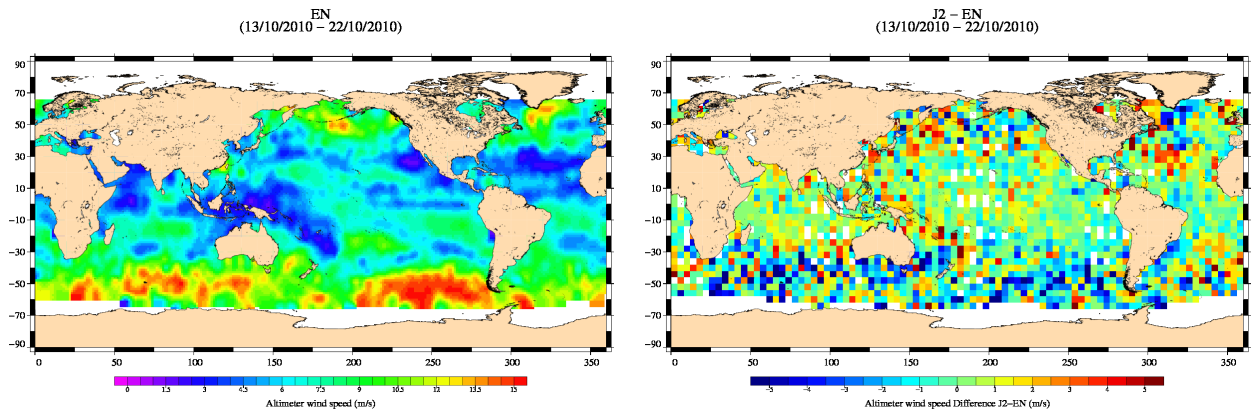 EN
(13/10/2010 – 22/10/2010)
90
70
50
30
10
−10
−30
−50
−70
−90
0 50 100 150 200 250 300 350
0 1.5 3 4.5 6 7.5 9 10.5 12 13.5 15
Altimeter wind speed (m/s)
J2 – EN
(13/10/2010 – 22/10/2010)
90
70
50
30
10
−10
−30
−50
−70
−90
0 50 100 150 200 250 300 350
−5 −4 −3 −2 −1 0 1 2 3 4 5
Altimeter wind speed Difference J2−EN (m/s)